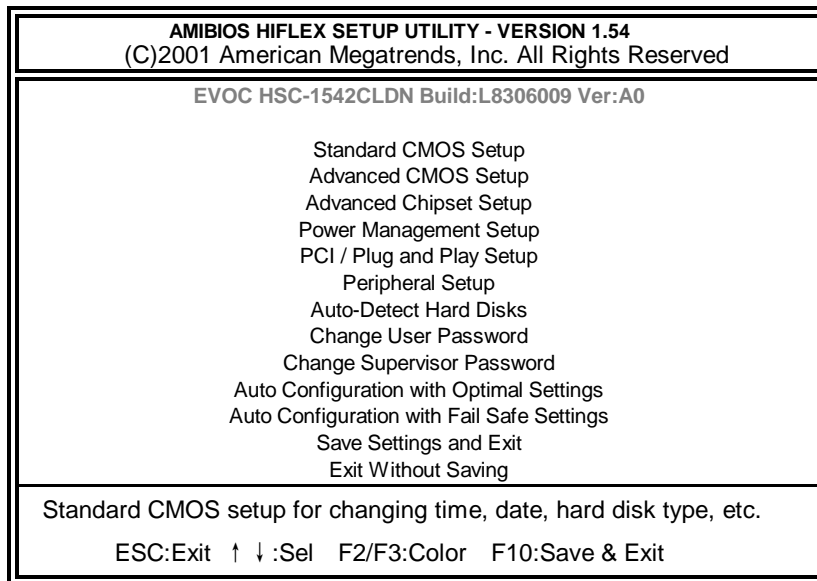 AMIBIOS HIFLEX SETUP UTILITY - VERSION 1.54
(C)2001 American Megatrends, Inc. All Rights Reserved
EVOC HSC-1542CLDN Build:L8306009 Ver:A0
Standard CMOS Setup
Advanced CMOS Setup
Advanced Chipset Setup
Power Management Setup
PCI / Plug and Play Setup
Peripheral Setup
Auto-Detect Hard Disks
Change User Password
Change Supervisor Password
Auto Configuration with Optimal Settings
Auto Configuration with Fail Safe Settings
Save Settings and Exit
Exit Without Saving
Standard CMOS setup for changing time, date, hard disk type, etc.
ESC:Exit ↑ ↓ :Sel F2/F3:Color F10:Save & Exit